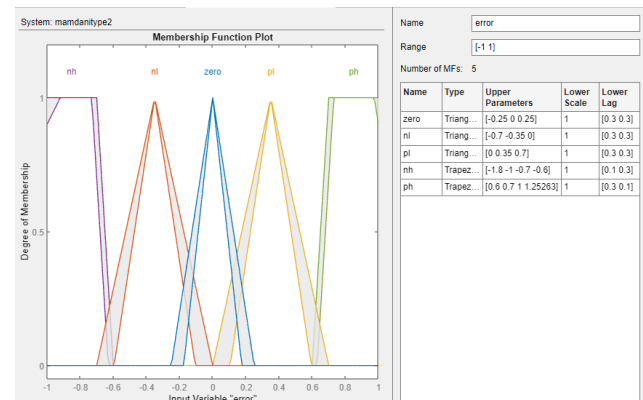 System: mamdanitype2
Membership Function Plot
nh nl zero pl ph
1
0.5
0
Degree of Membership
-1 -0.8 -0.6 -0.4 -0.2 0 0.2 0.4 0.6 0.8 1
Input Variable "error"
Name error
Range [-1 1]
Number of MFs: 5
Name Type Upper Parameters Lower Scale Lower Lag
zero Triang... [-0.25 0 0.25] 1 [0.3 0.3]
nl Triang... [-0.7 -0.35 0] 1 [0.3 0.3]
pl Triang... [0 0.35 0.7] 1 [0.3 0.3]
nh Trapez... [-1.8 -1 -0.7 -0.6] 1 [0.1 0.3]
ph Trapez... [0.6 0.7 1 1.25263] 1 [0.3 0.1]